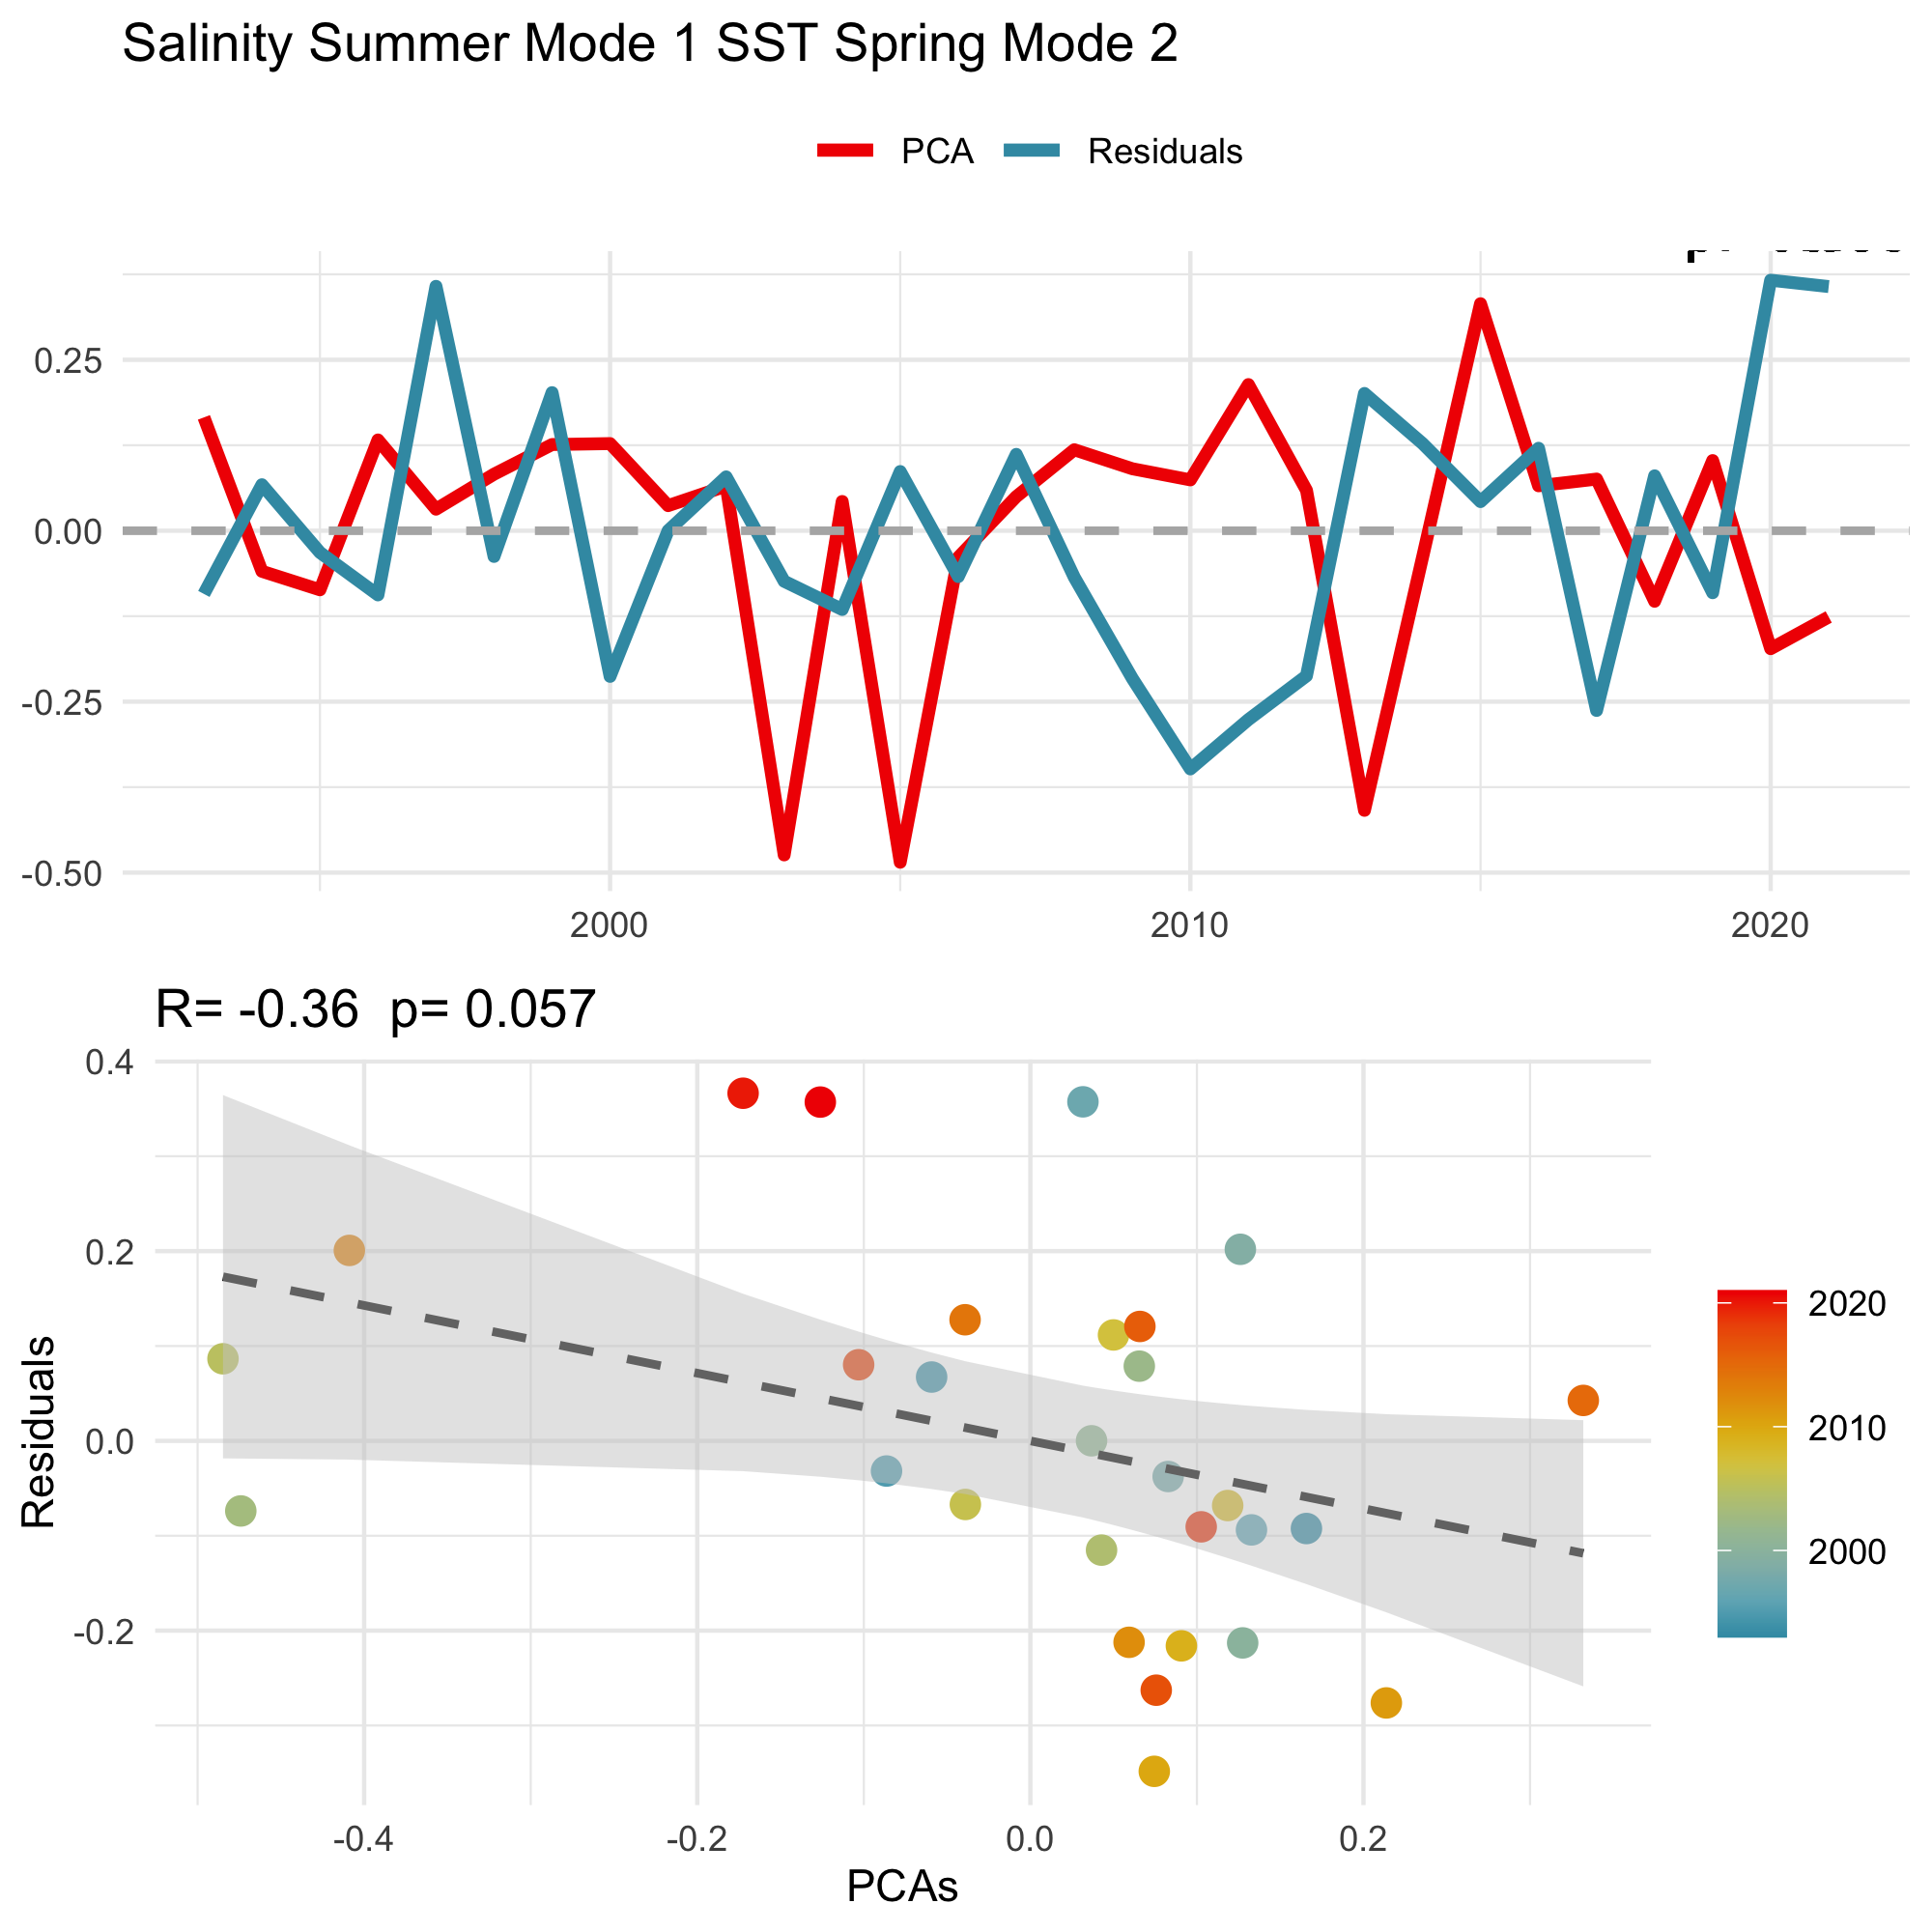 Salinity Summer Mode 1 SST Spring Mode 2
PCA Residuals
0.25
0.00
-0.25
-0.50
2000 2010 2020
R= -0.36 p= 0.057
0.4
0.2
0.0
-0.2
Residuals
-0.4 -0.2 0.0 0.2
PCAs
2020
2010
2000